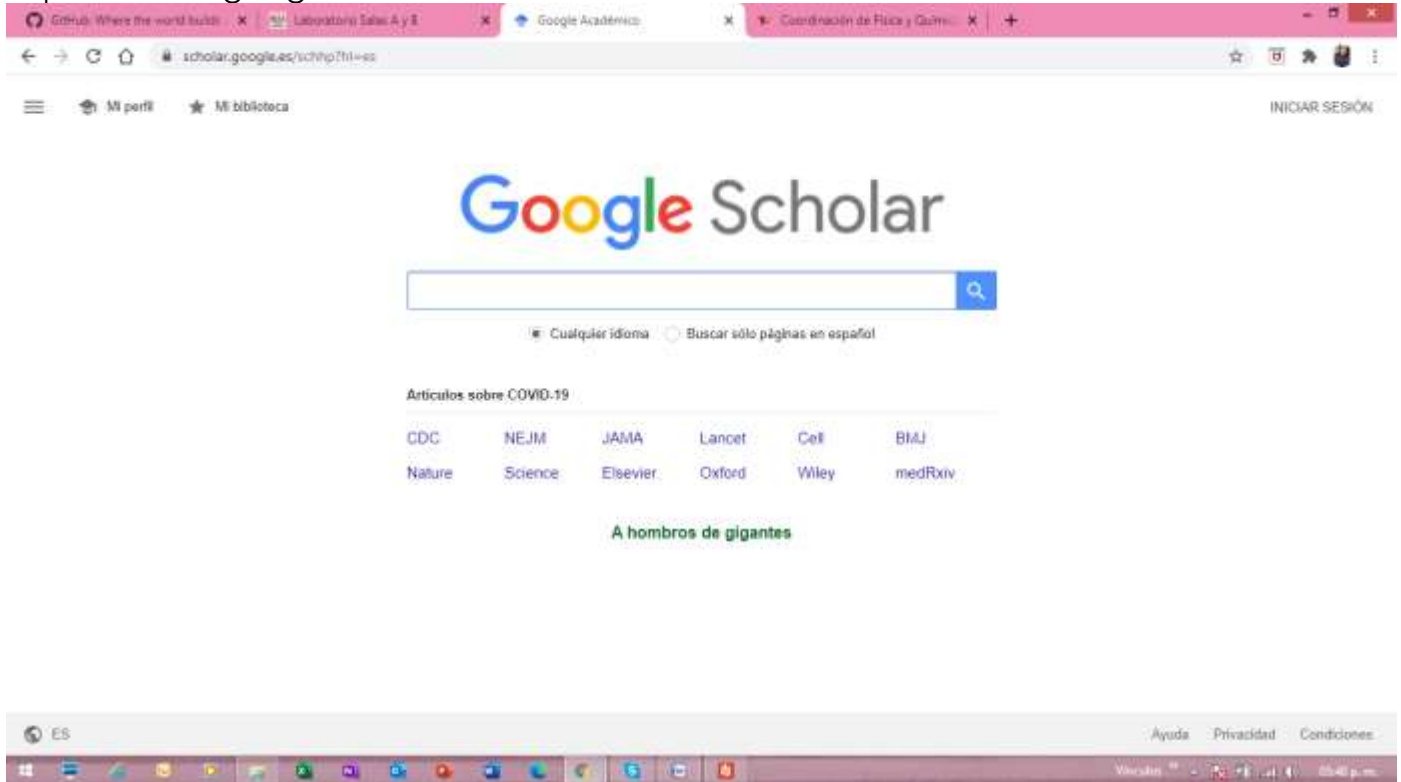 GitHub: Where the world builds
Laboratorio Salas A y B
Google Académico
Coordinación de Física y Químic
scholar.google.es/schhp?hl=es
Mi perfil
Mi biblioteca
INICIAR SESIÓN
Google Scholar
Cualquier idioma
Buscar sólo páginas en español
Artículos sobre COVID-19
CDC NEJM JAMA Lancet Cell BMJ
Nature Science Elsevier Oxford Wiley medRxiv
A hombros de gigantes
ES
Ayuda Privacidad Condiciones